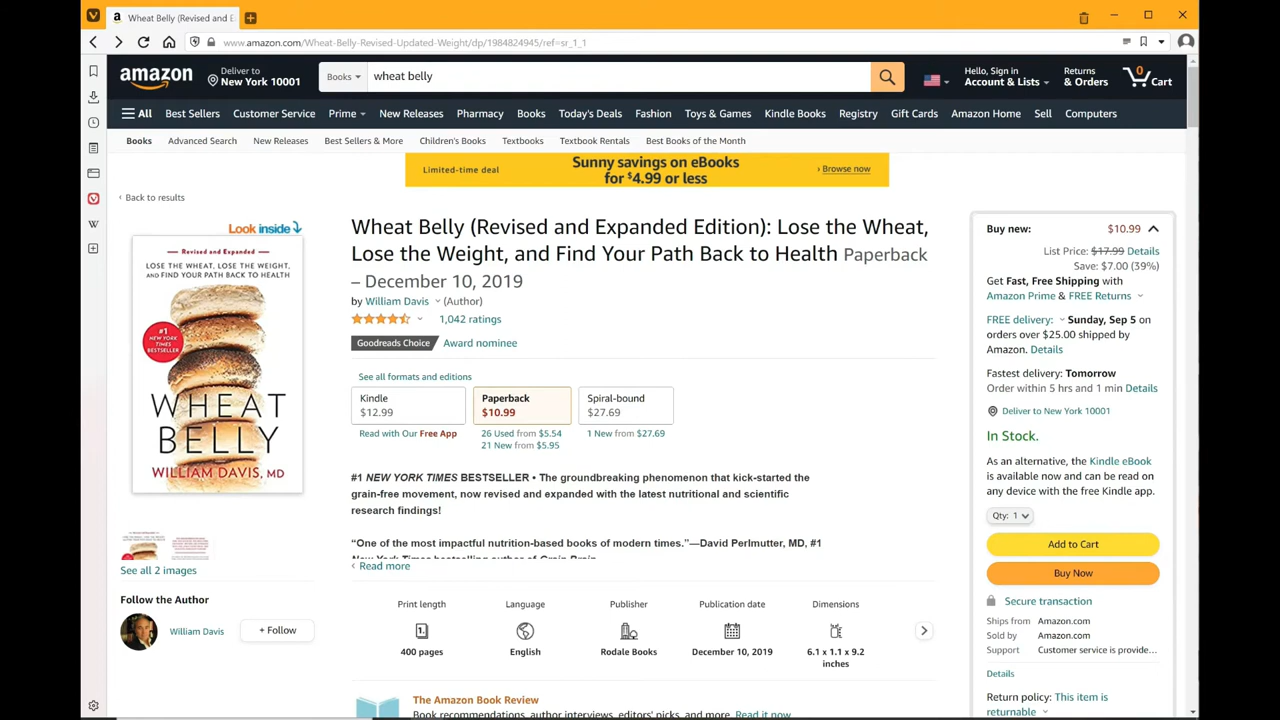 Wheat Belly (Revised and E
www.amazon.com/Wheat-Belly-Revised-Updated-Weight/dp/1984824945/ref=sr_1_1
amazon
Deliver to
New York 10001
Books
wheat belly
Hello, Sign in
Account & Lists
Returns
& Orders
0
Cart
All Best Sellers Customer Service Prime New Releases Pharmacy Books Today's Deals Fashion Toys & Games Kindle Books Registry Gift Cards Amazon Home Sell Computers
Books Advanced Search New Releases Best Sellers & More Children's Books Textbooks Textbook Rentals Best Books of the Month
Limited-time deal
Sunny savings on eBooks
for $4.99 or less
› Browse now
‹ Back to results
Look inside
Revised and Expanded
LOSE THE WHEAT, LOSE THE WEIGHT,
AND FIND YOUR PATH BACK TO HEALTH
#1
NEW YORK
TIMES
BESTSELLER
WHEAT
BELLY
WILLIAM DAVIS, MD
See all 2 images
Follow the Author
William Davis
+ Follow
Wheat Belly (Revised and Expanded Edition): Lose the Wheat,
Lose the Weight, and Find Your Path Back to Health Paperback
– December 10, 2019
by William Davis (Author)
1,042 ratings
Goodreads Choice Award nominee
See all formats and editions
Kindle
$12.99
Read with Our Free App
Paperback
$10.99
26 Used from $5.54
21 New from $5.95
Spiral-bound
$27.69
1 New from $27.69
#1 NEW YORK TIMES BESTSELLER • The groundbreaking phenomenon that kick-started the
grain-free movement, now revised and expanded with the latest nutritional and scientific
research findings!
“One of the most impactful nutrition-based books of modern times.”—David Perlmutter, MD, #1
New York Times bestselling author of Grain Brain
‹ Read more
Print length
400 pages
Language
English
Publisher
Rodale Books
Publication date
December 10, 2019
Dimensions
6.1 x 1.1 x 9.2
inches
The Amazon Book Review
Book recommendations, author interviews, editors' picks, and more. Read it now
Buy new: $10.99
List Price: $17.99 Details
Save: $7.00 (39%)
Get Fast, Free Shipping with
Amazon Prime & FREE Returns
FREE delivery: Sunday, Sep 5 on
orders over $25.00 shipped by
Amazon. Details
Fastest delivery: Tomorrow
Order within 5 hrs and 1 min Details
Deliver to New York 10001
In Stock.
As an alternative, the Kindle eBook
is available now and can be read on
any device with the free Kindle app.
Qty: 1
Add to Cart
Buy Now
Secure transaction
Ships from Amazon.com
Sold by Amazon.com
Support Customer service is provide...
Details
Return policy: This item is
returnable